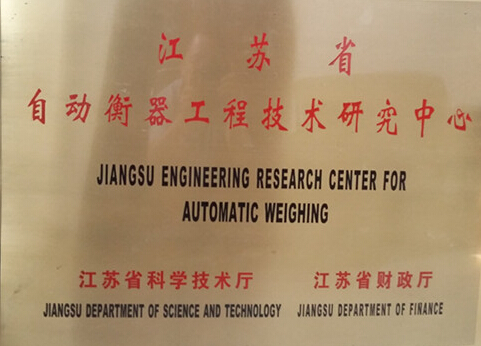 江苏省
自动衡器工程技术研究中心
JIANGSU ENGINEERING RESEARCH CENTER FOR
AUTOMATIC WEIGHING
江苏省科学技术厅 江苏省财政厅
JIANGSU DEPARTMENT OF SCIENCE AND TECHNOLOGY JIANGSU DEPARTMENT OF FINANCE